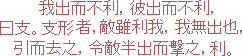 我出而不利，彼出而不利，
曰支。支形者，敵雖利我，我無出也，
引而去之，令敵半出而擊之，利。